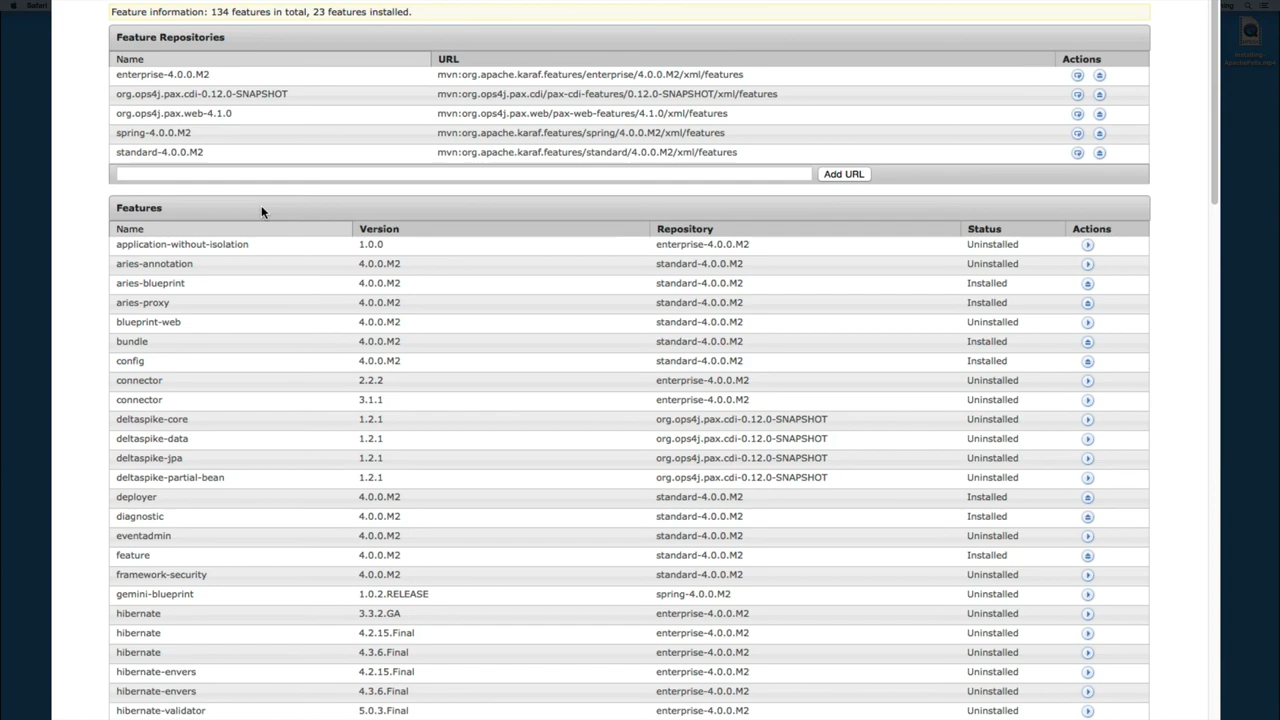 Safari
Feature information: 134 features in total, 23 features installed.
Feature Repositories
Name URL Actions
enterprise-4.0.0.M2 mvn:org.apache.karaf.features/enterprise/4.0.0.M2/xml/features
org.ops4j.pax.cdi-0.12.0-SNAPSHOT mvn:org.ops4j.pax.cdi/pax-cdi-features/0.12.0-SNAPSHOT/xml/features
org.ops4j.pax.web-4.1.0 mvn:org.ops4j.pax.web/pax-web-features/4.1.0/xml/features
spring-4.0.0.M2 mvn:org.apache.karaf.features/spring/4.0.0.M2/xml/features
standard-4.0.0.M2 mvn:org.apache.karaf.features/standard/4.0.0.M2/xml/features
Add URL
Features
Name Version Repository Status Actions
application-without-isolation 1.0.0 enterprise-4.0.0.M2 Uninstalled
aries-annotation 4.0.0.M2 standard-4.0.0.M2 Uninstalled
aries-blueprint 4.0.0.M2 standard-4.0.0.M2 Installed
aries-proxy 4.0.0.M2 standard-4.0.0.M2 Installed
blueprint-web 4.0.0.M2 standard-4.0.0.M2 Uninstalled
bundle 4.0.0.M2 standard-4.0.0.M2 Installed
config 4.0.0.M2 standard-4.0.0.M2 Installed
connector 2.2.2 enterprise-4.0.0.M2 Uninstalled
connector 3.1.1 enterprise-4.0.0.M2 Uninstalled
deltaspike-core 1.2.1 org.ops4j.pax.cdi-0.12.0-SNAPSHOT Uninstalled
deltaspike-data 1.2.1 org.ops4j.pax.cdi-0.12.0-SNAPSHOT Uninstalled
deltaspike-jpa 1.2.1 org.ops4j.pax.cdi-0.12.0-SNAPSHOT Uninstalled
deltaspike-partial-bean 1.2.1 org.ops4j.pax.cdi-0.12.0-SNAPSHOT Uninstalled
deployer 4.0.0.M2 standard-4.0.0.M2 Installed
diagnostic 4.0.0.M2 standard-4.0.0.M2 Installed
eventadmin 4.0.0.M2 standard-4.0.0.M2 Uninstalled
feature 4.0.0.M2 standard-4.0.0.M2 Installed
framework-security 4.0.0.M2 standard-4.0.0.M2 Uninstalled
gemini-blueprint 1.0.2.RELEASE spring-4.0.0.M2 Uninstalled
hibernate 3.3.2.GA enterprise-4.0.0.M2 Uninstalled
hibernate 4.2.15.Final enterprise-4.0.0.M2 Uninstalled
hibernate 4.3.6.Final enterprise-4.0.0.M2 Uninstalled
hibernate-envers 4.2.15.Final enterprise-4.0.0.M2 Uninstalled
hibernate-envers 4.3.6.Final enterprise-4.0.0.M2 Uninstalled
hibernate-validator 5.0.3.Final enterprise-4.0.0.M2 Uninstalled